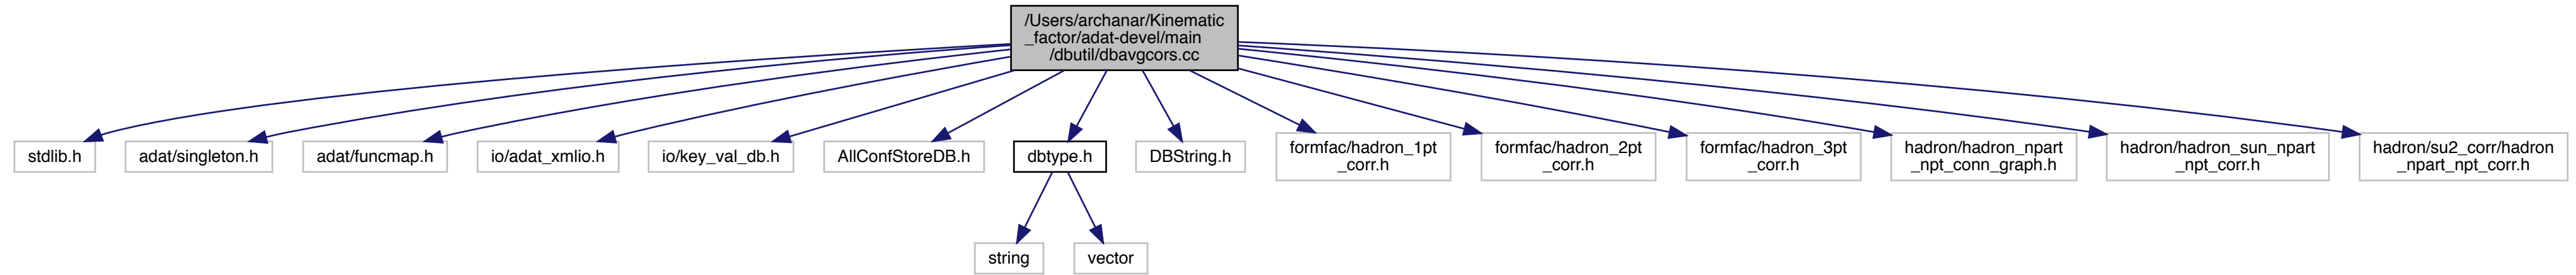 /Users/archanar/Kinematic
_factor/adat-devel/main
/dbutil/dbavgcors.cc
stdlib.h
adat/singleton.h
adat/funcmap.h
io/adat_xmlio.h
io/key_val_db.h
AllConfStoreDB.h
dbtype.h
DBString.h
formfac/hadron_1pt
_corr.h
formfac/hadron_2pt
_corr.h
formfac/hadron_3pt
_corr.h
hadron/hadron_npart
_npt_conn_graph.h
hadron/hadron_sun_npart
_npt_corr.h
hadron/su2_corr/hadron
_npart_npt_corr.h
string
vector